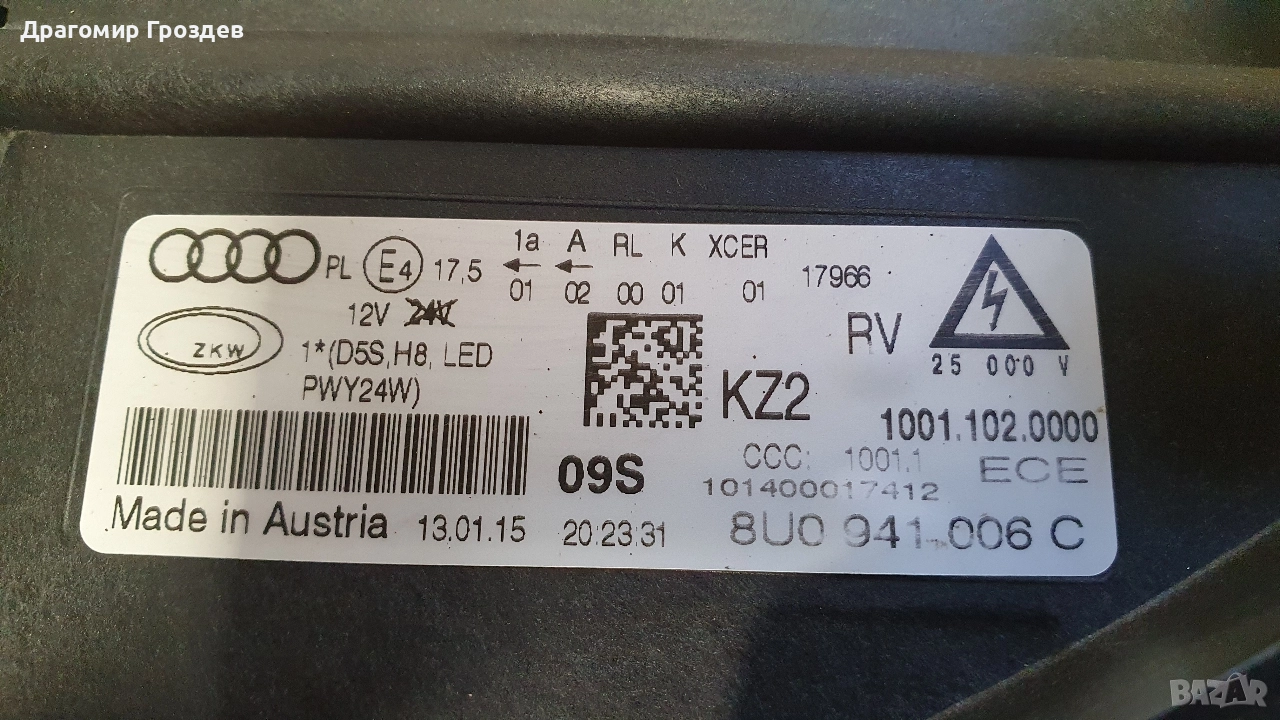 Драгомир Гроздев
1a A RL K XCER
PL E4 17,5 ← ← 17966
01 02 00 01 01
12V 24V
ZKW 1*(D5S,H8, LED RV
PWY24W) KZ2 25 000 V
1001.102.0000
09S CCC: 1001.1 ECE
101400017412
Made in Austria 13.01.15 20:23:31 8U0 941 006 C
BAZAR